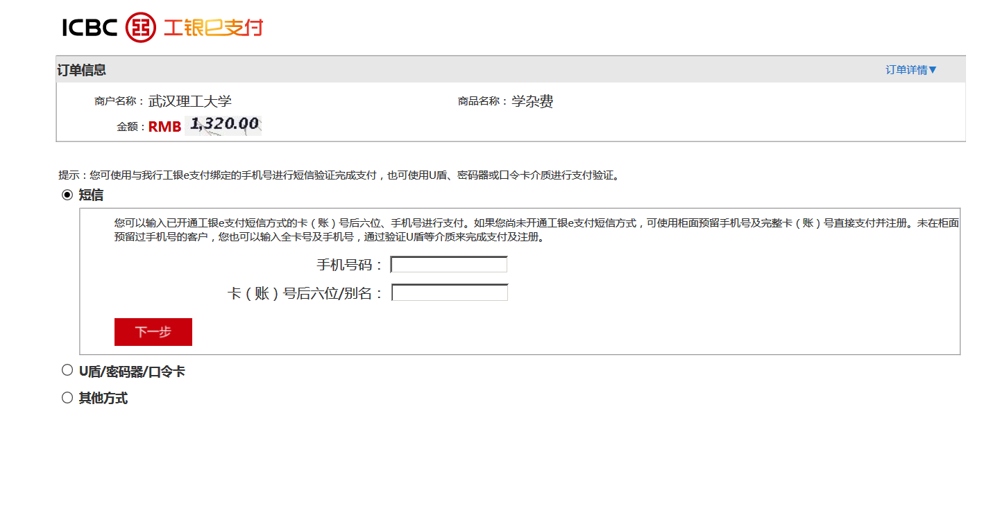 ICBC 工银e支付
订单信息 订单详情▼
商户名称：武汉理工大学 商品名称：学杂费
金额：RMB 1,320.00
提示：您可使用与我行工银e支付绑定的手机号进行短信验证完成支付，也可使用U盾、密码器或口令卡介质进行支付验证。
短信
您可以输入已开通工银e支付短信方式的卡（账）号后六位、手机号进行支付。如果您尚未开通工银e支付短信方式，可使用柜面预留手机号及完整卡（账）号直接支付并注册。未在柜面
预留过手机号的客户，您也可以输入全卡号及手机号，通过验证U盾等介质来完成支付及注册。
手机号码：
卡（账）号后六位/别名：
下一步
U盾/密码器/口令卡
其他方式